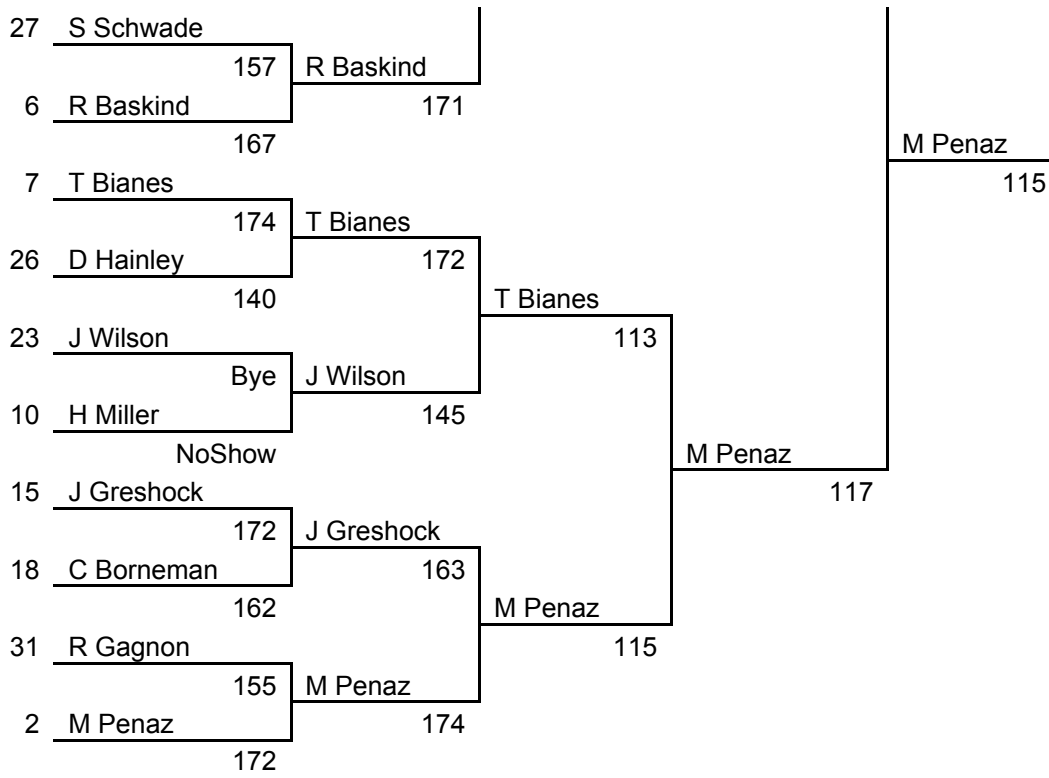 27 S Schwade
157 R Baskind
6 R Baskind 171
167 M Penaz
7 T Bianes 115
174 T Bianes
26 D Hainley 172
140 T Bianes
23 J Wilson 113
Bye J Wilson
10 H Miller 145
NoShow M Penaz
15 J Greshock 117
172 J Greshock
18 C Borneman 163
162 M Penaz
31 R Gagnon 115
155 M Penaz
2 M Penaz 174
172